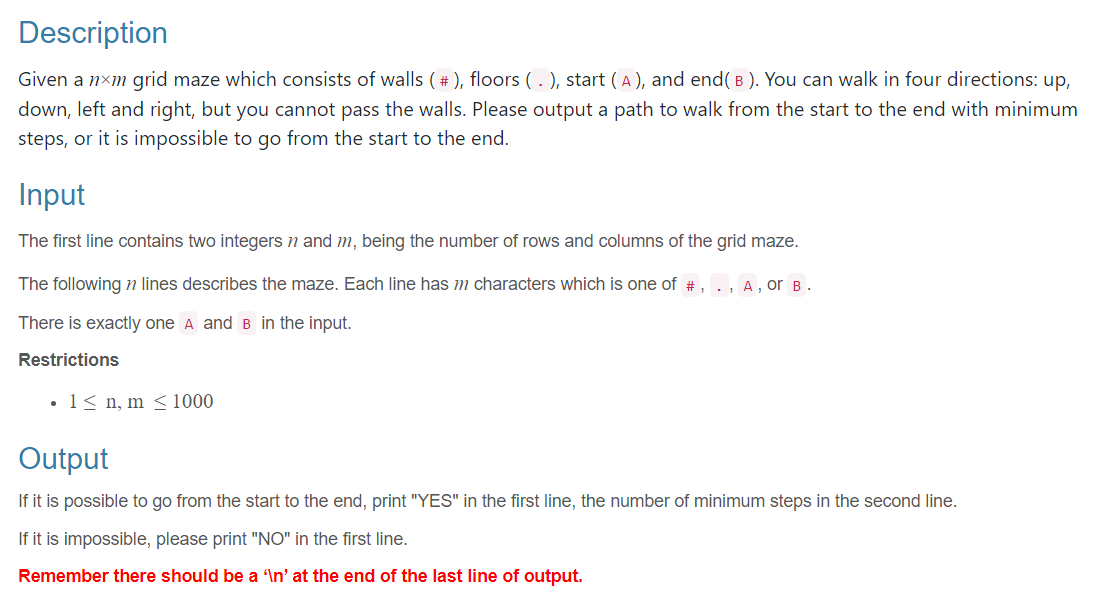 Description
Given a n×m grid maze which consists of walls ( # ), floors ( . ), start ( A ), and end( B ). You can walk in four directions: up,
down, left and right, but you cannot pass the walls. Please output a path to walk from the start to the end with minimum
steps, or it is impossible to go from the start to the end.
Input
The first line contains two integers n and m, being the number of rows and columns of the grid maze.
The following n lines describes the maze. Each line has m characters which is one of # , . , A , or B .
There is exactly one A and B in the input.
Restrictions
• 1 ≤ n, m ≤ 1000
Output
If it is possible to go from the start to the end, print "YES" in the first line, the number of minimum steps in the second line.
If it is impossible, please print "NO" in the first line.
Remember there should be a ‘\n’ at the end of the last line of output.